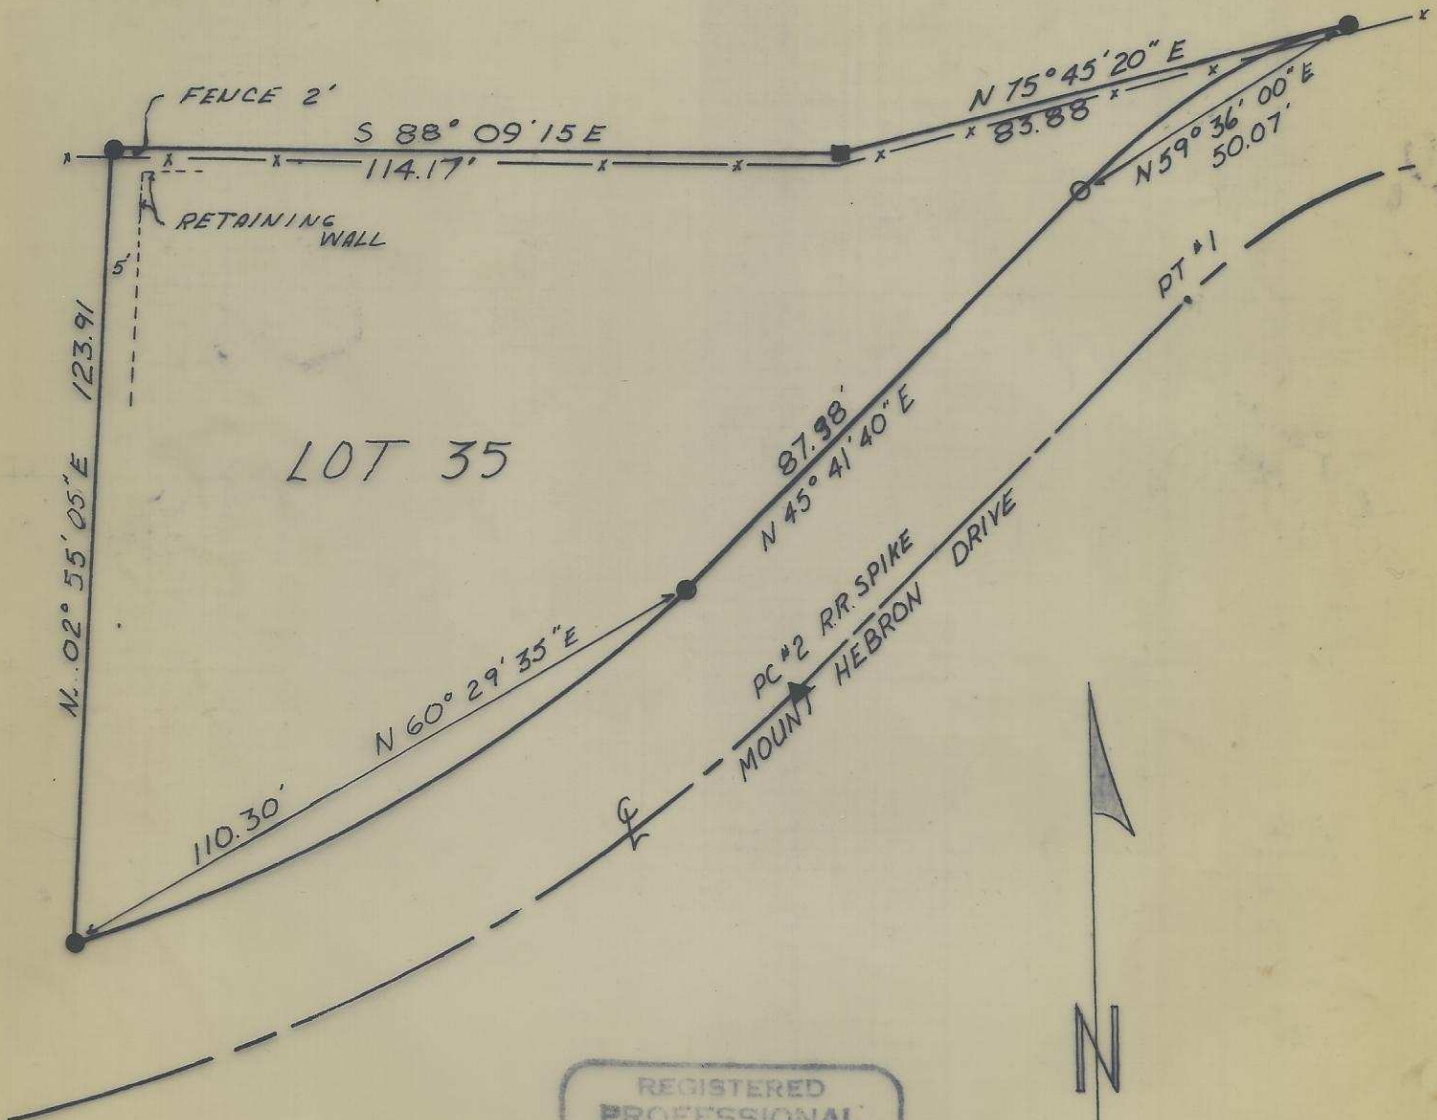 FENCE 2'
S 88° 09' 15 E
114.17'
N 75° 45' 20" E
83.88
N 59° 36' 00" E
50.07'
RETAINING
WALL
5'
N. 02° 55' 05" E 123.91
LOT 35
87.98'
N 45° 41' 40" E
PT #1
PC #2 R.R. SPIKE
MOUNT HEBRON DRIVE
N 60° 29' 35" E
110.30'
℄
N
REGISTERED
PROFESSIONAL